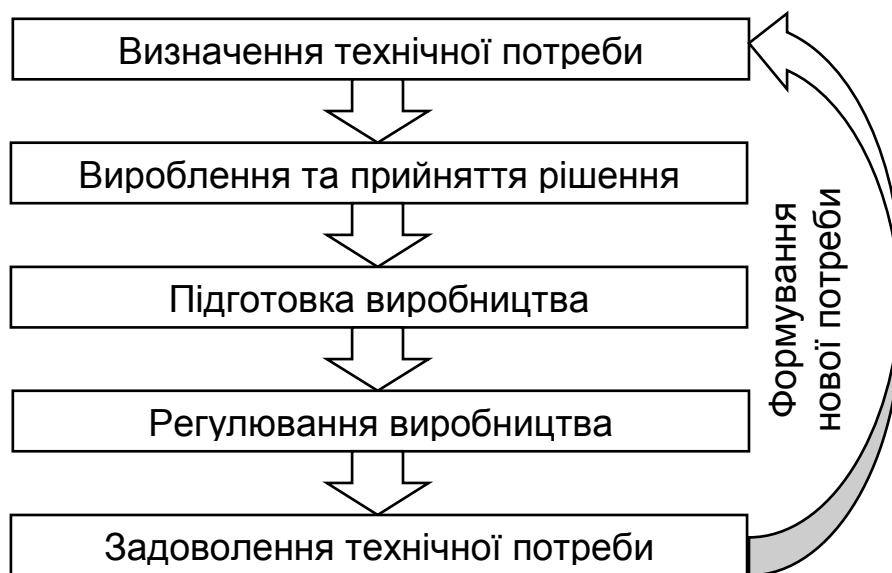 Визначення технічної потреби
Вироблення та прийняття рішення
Підготовка виробництва
Регулювання виробництва
Задоволення технічної потреби
Формування
нової потреби